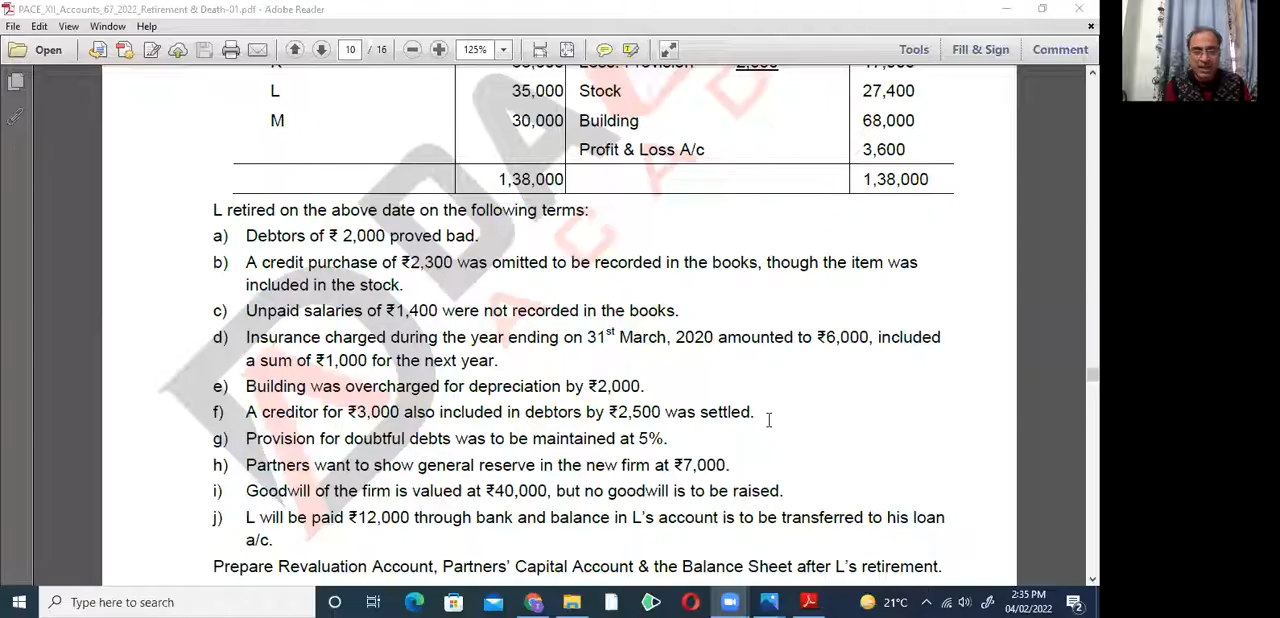 PACE_XII_Accounts_67_2022_Retirement & Death-01.pdf - Adobe Reader
File Edit View Window Help
Open 10 / 16 125% Tools Fill & Sign Comment
L 35,000 Stock 27,400
M 30,000 Building 68,000
Profit & Loss A/c 3,600
1,38,000 1,38,000
L retired on the above date on the following terms:
a) Debtors of ₹ 2,000 proved bad.
b) A credit purchase of ₹2,300 was omitted to be recorded in the books, though the item was
included in the stock.
c) Unpaid salaries of ₹1,400 were not recorded in the books.
d) Insurance charged during the year ending on 31st March, 2020 amounted to ₹6,000, included
a sum of ₹1,000 for the next year.
e) Building was overcharged for depreciation by ₹2,000.
f) A creditor for ₹3,000 also included in debtors by ₹2,500 was settled.
g) Provision for doubtful debts was to be maintained at 5%.
h) Partners want to show general reserve in the new firm at ₹7,000.
i) Goodwill of the firm is valued at ₹40,000, but no goodwill is to be raised.
j) L will be paid ₹12,000 through bank and balance in L's account is to be transferred to his loan
a/c.
Prepare Revaluation Account, Partners' Capital Account & the Balance Sheet after L's retirement.
Type here to search
21°C
2:35 PM
04/02/2022
2